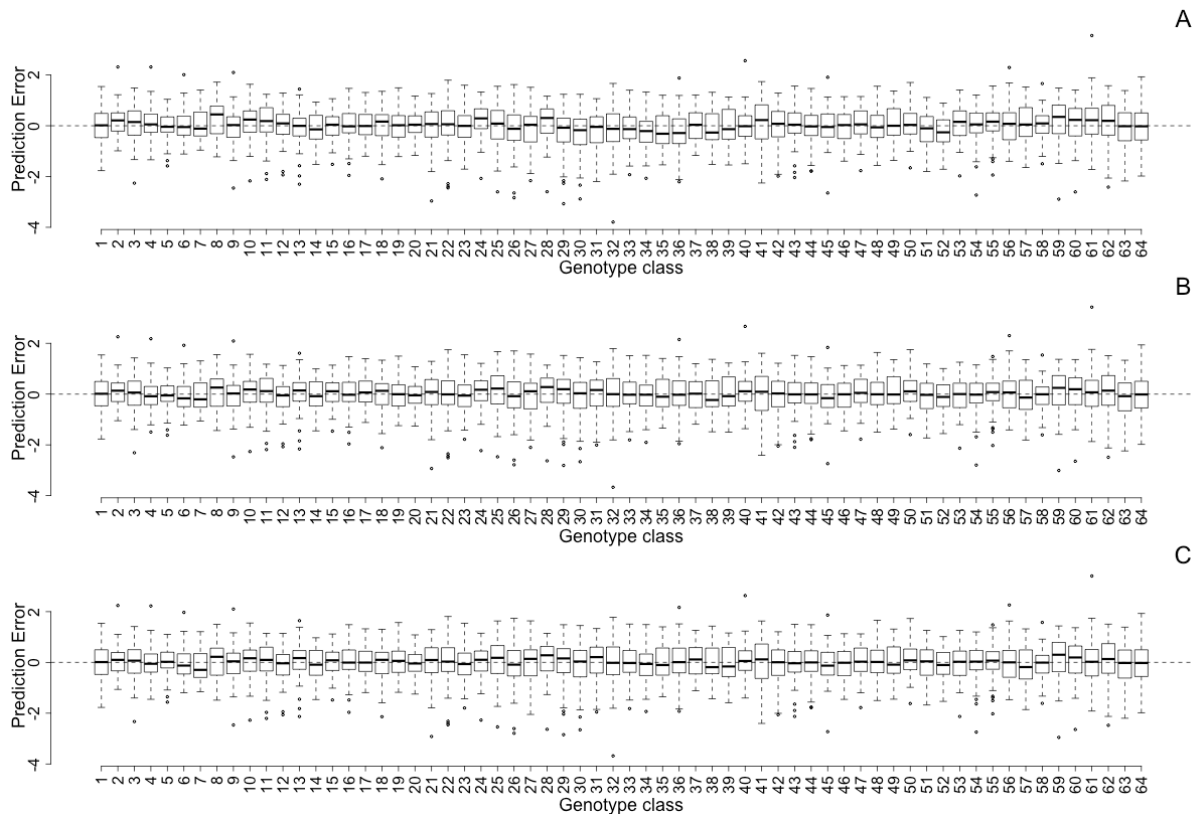 A
Prediction Error
2
0
-2
-4
1 2 3 4 5 6 7 8 9 10 11 12 13 14 15 16 17 18 19 20 21 22 23 24 25 26 27 28 29 30 31 32 33 34 35 36 37 38 39 40 41 42 43 44 45 46 47 48 49 50 51 52 53 54 55 56 57 58 59 60 61 62 63 64
Genotype class
B
Prediction Error
2
0
-2
-4
1 2 3 4 5 6 7 8 9 10 11 12 13 14 15 16 17 18 19 20 21 22 23 24 25 26 27 28 29 30 31 32 33 34 35 36 37 38 39 40 41 42 43 44 45 46 47 48 49 50 51 52 53 54 55 56 57 58 59 60 61 62 63 64
Genotype class
C
Prediction Error
2
0
-2
-4
1 2 3 4 5 6 7 8 9 10 11 12 13 14 15 16 17 18 19 20 21 22 23 24 25 26 27 28 29 30 31 32 33 34 35 36 37 38 39 40 41 42 43 44 45 46 47 48 49 50 51 52 53 54 55 56 57 58 59 60 61 62 63 64
Genotype class